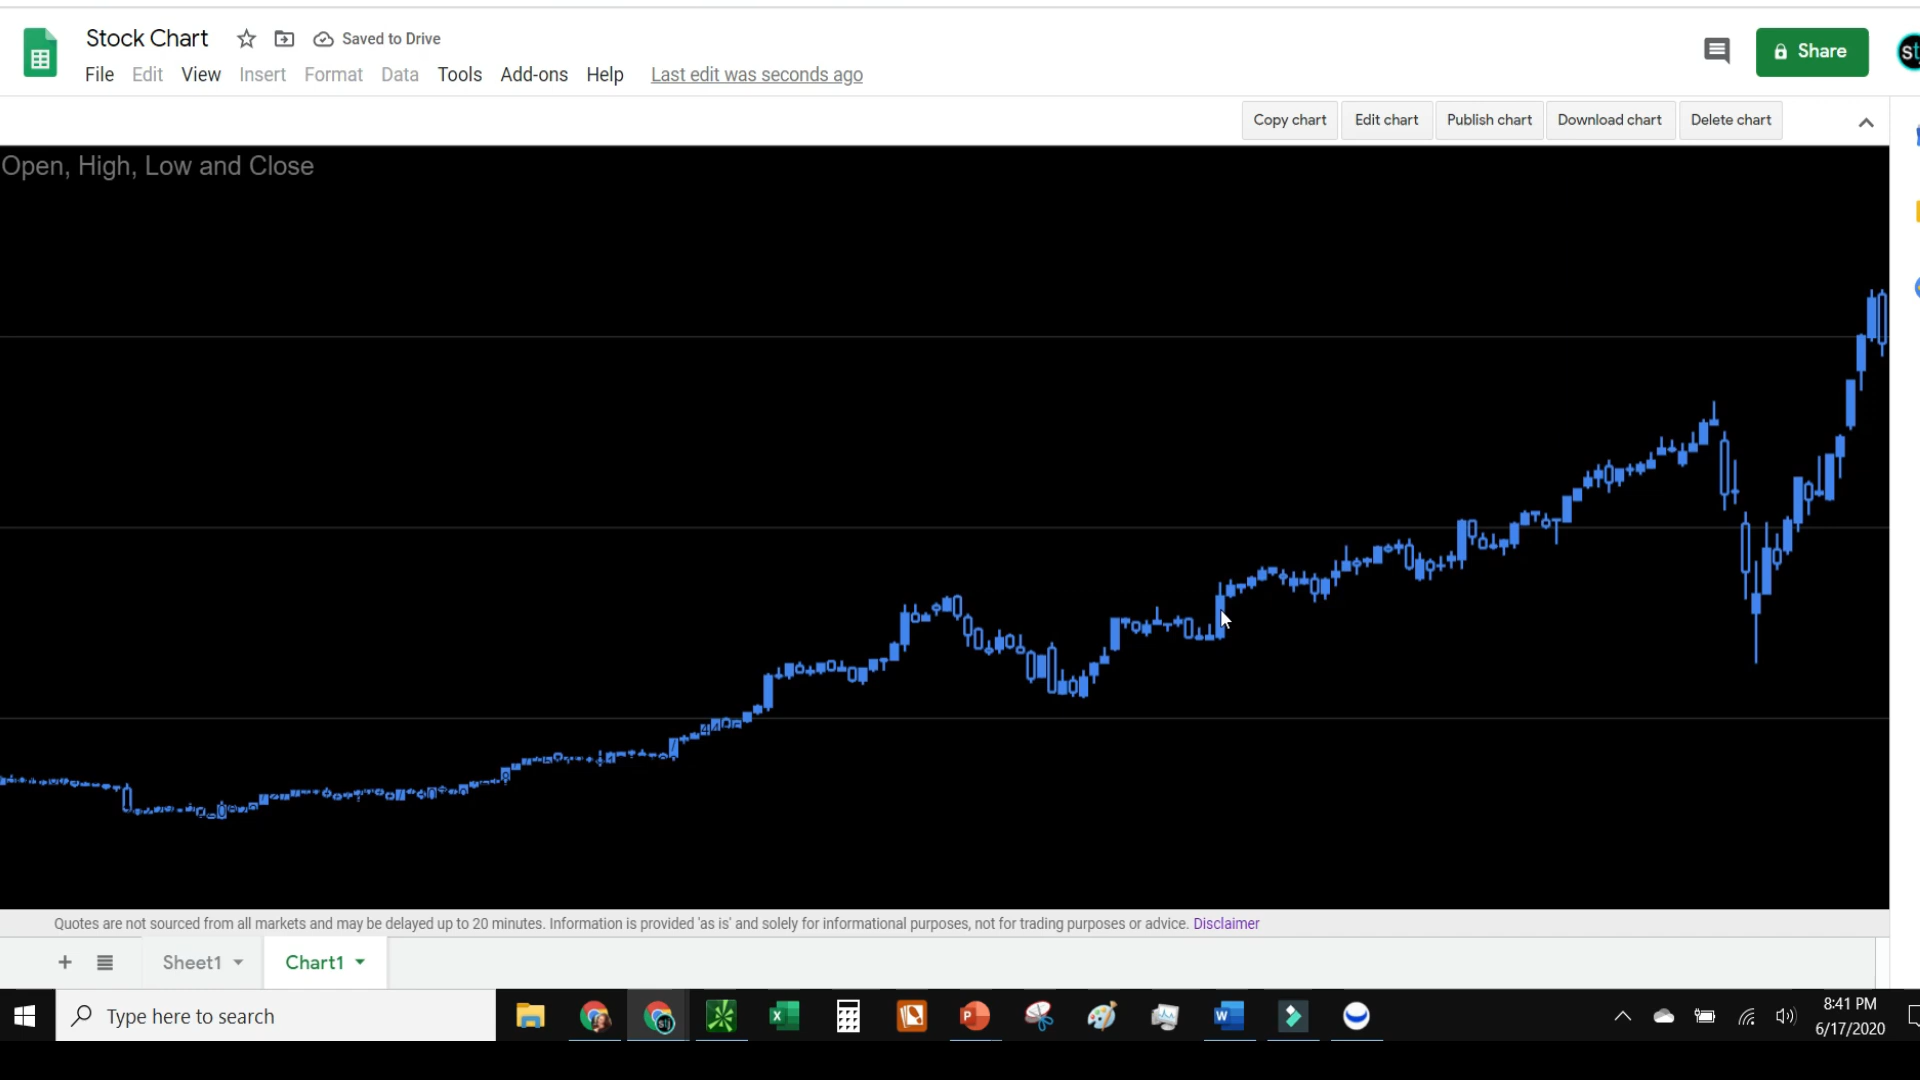 Stock Chart
Saved to Drive
File Edit View Insert Format Data Tools Add-ons Help Last edit was seconds ago
Share
st
Copy chart Edit chart Publish chart Download chart Delete chart
Open, High, Low and Close
Quotes are not sourced from all markets and may be delayed up to 20 minutes. Information is provided 'as is' and solely for informational purposes, not for trading purposes or advice. Disclaimer
Sheet1 Chart1
Type here to search
8:41 PM
6/17/2020